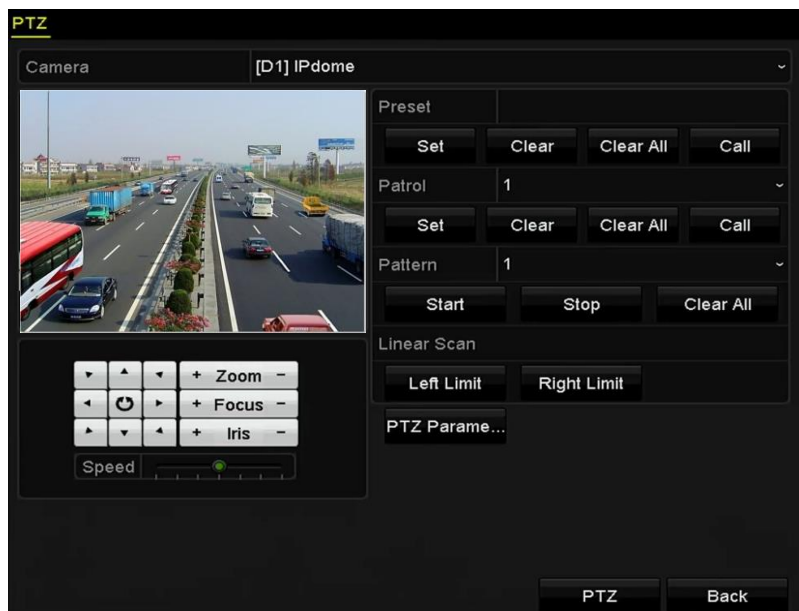 PTZ
Camera [D1] IPdome
Preset
Set Clear Clear All Call
Patrol 1
Set Clear Clear All Call
Pattern 1
Start Stop Clear All
Linear Scan
Left Limit Right Limit
PTZ Parame...
+ Zoom -
+ Focus -
+ Iris -
Speed
PTZ Back